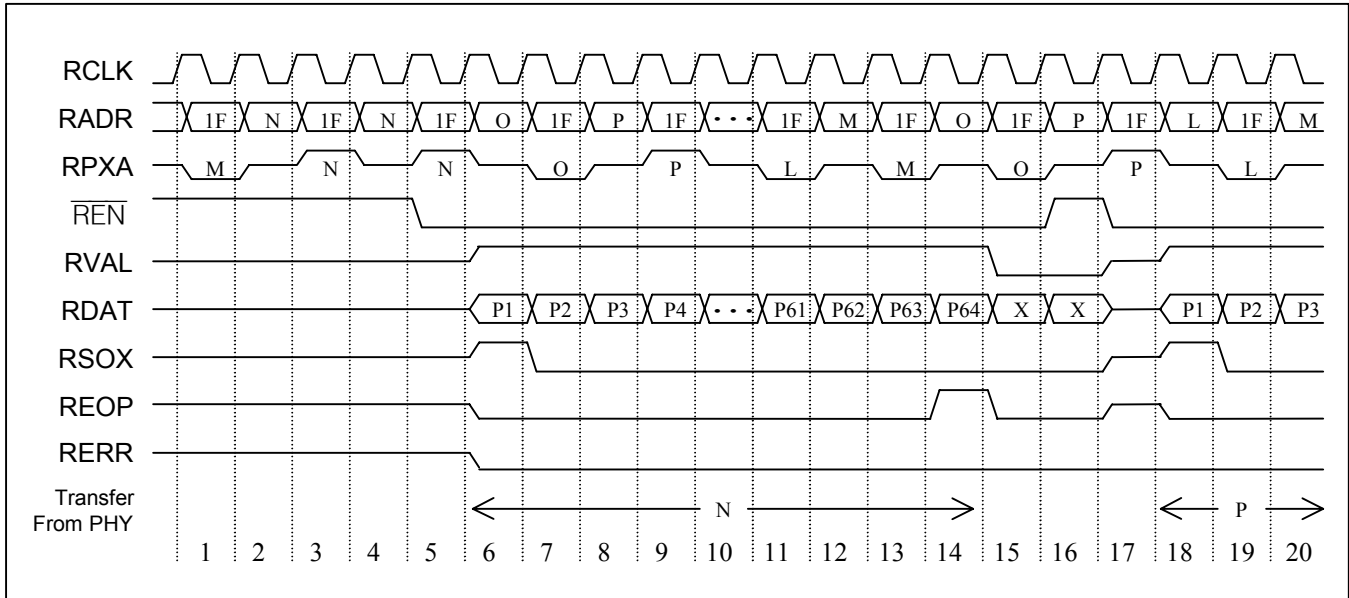 RCLK
RADR 1F N 1F N 1F O 1F P 1F ··· 1F M 1F O 1F P 1F L 1F M
RPXA M N N O P L M O P L
REN
RVAL
RDAT P1 P2 P3 P4 ··· P61 P62 P63 P64 X X P1 P2 P3
RSOX
REOP
RERR
Transfer
From PHY N P
1 2 3 4 5 6 7 8 9 10 11 12 13 14 15 16 17 18 19 20